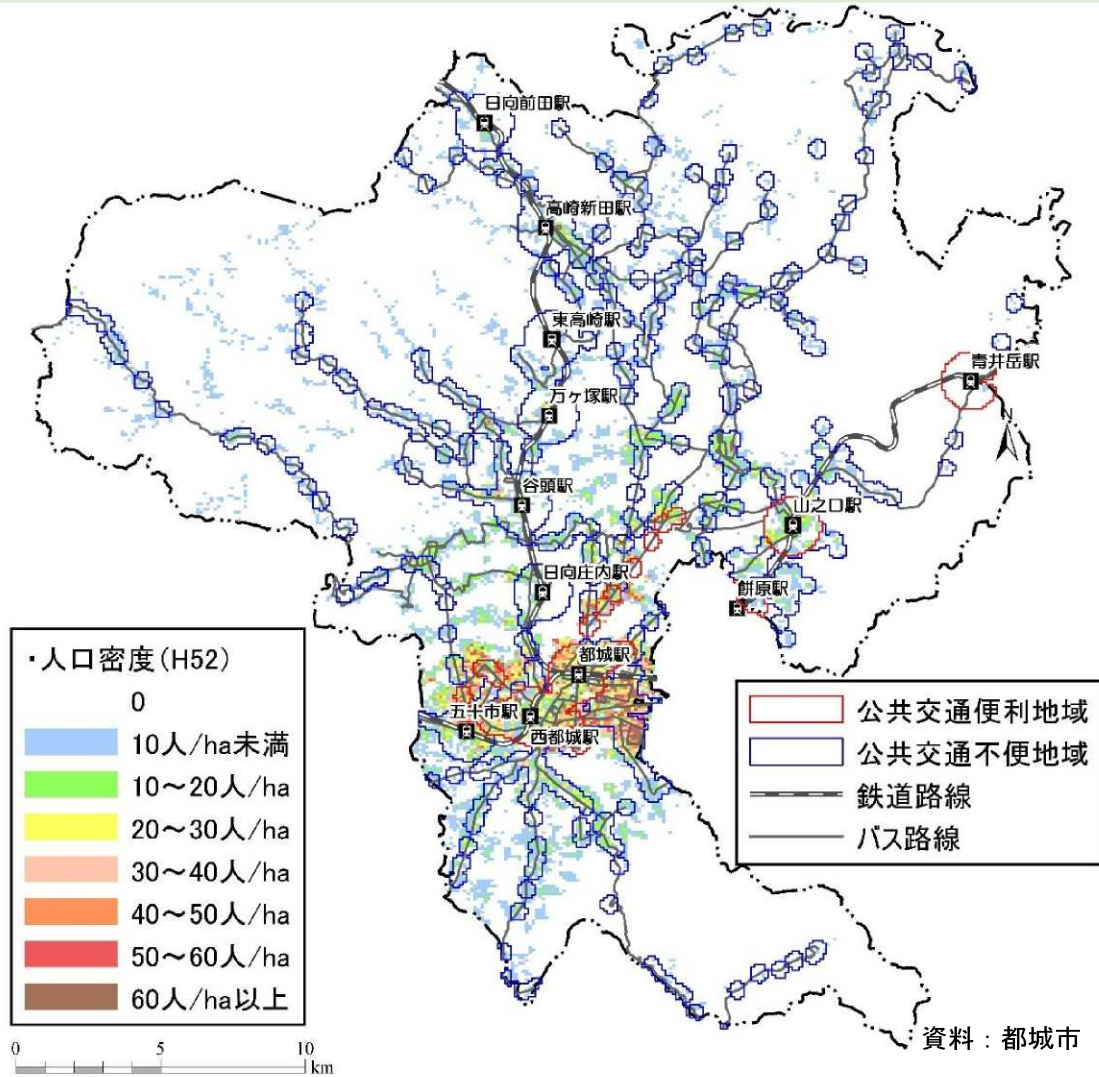 日向前田駅
高崎新田駅
東高崎駅
青井岳駅
万ヶ塚駅
N
谷頭駅
山之口駅
日向庄内駅
餅原駅
都城駅
五十市駅
西都城駅
・人口密度(H52)
0
10人/ha未満
10～20人/ha
20～30人/ha
30～40人/ha
40～50人/ha
50～60人/ha
60人/ha以上
公共交通便利地域
公共交通不便地域
鉄道路線
バス路線
0 5 10
km
資料：都城市